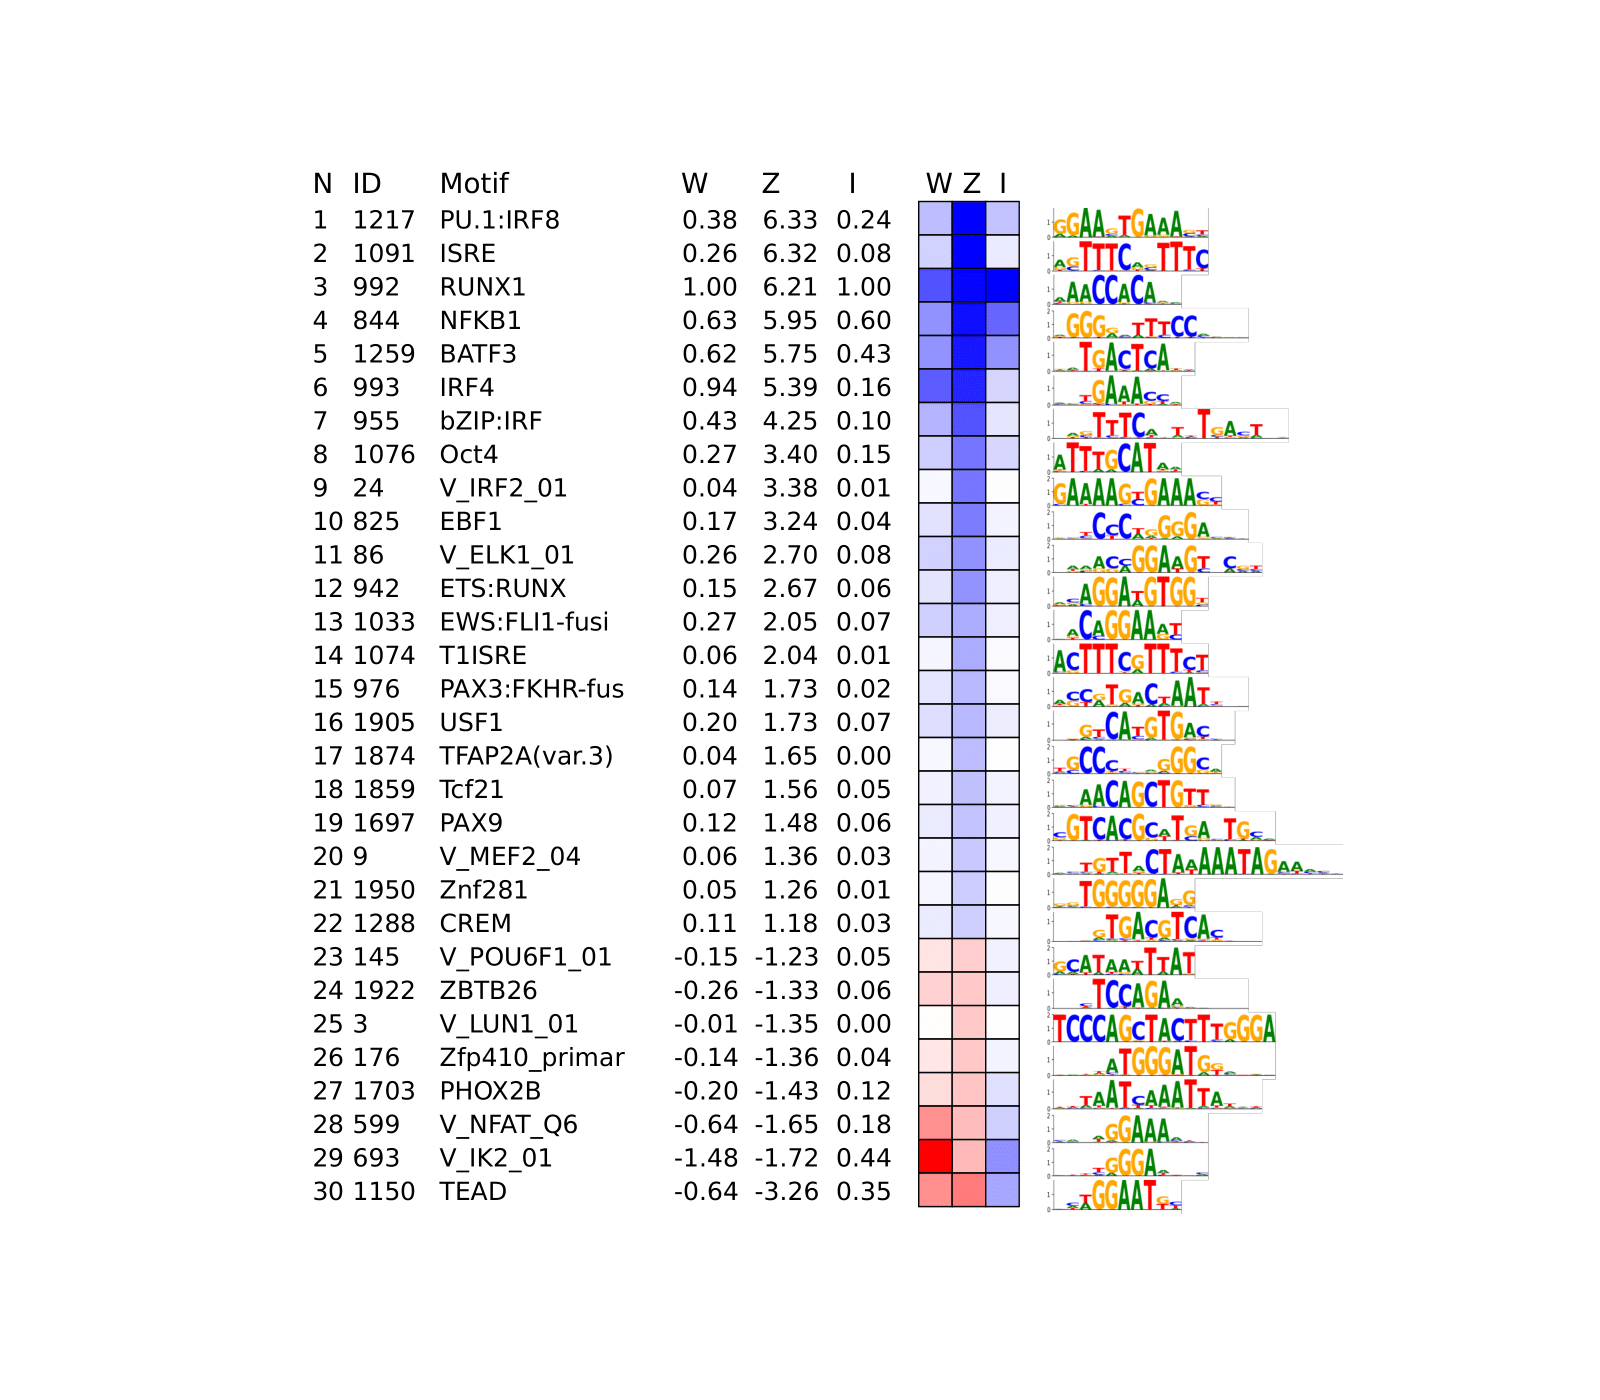 N ID Motif W Z I W Z I
1 1217 PU.1:IRF8 0.38 6.33 0.24
2 1091 ISRE 0.26 6.32 0.08
3 992 RUNX1 1.00 6.21 1.00
4 844 NFKB1 0.63 5.95 0.60
5 1259 BATF3 0.62 5.75 0.43
6 993 IRF4 0.94 5.39 0.16
7 955 bZIP:IRF 0.43 4.25 0.10
8 1076 Oct4 0.27 3.40 0.15
9 24 V_IRF2_01 0.04 3.38 0.01
10 825 EBF1 0.17 3.24 0.04
11 86 V_ELK1_01 0.26 2.70 0.08
12 942 ETS:RUNX 0.15 2.67 0.06
13 1033 EWS:FLI1-fusi 0.27 2.05 0.07
14 1074 T1ISRE 0.06 2.04 0.01
15 976 PAX3:FKHR-fus 0.14 1.73 0.02
16 1905 USF1 0.20 1.73 0.07
17 1874 TFAP2A(var.3) 0.04 1.65 0.00
18 1859 Tcf21 0.07 1.56 0.05
19 1697 PAX9 0.12 1.48 0.06
20 9 V_MEF2_04 0.06 1.36 0.03
21 1950 Znf281 0.05 1.26 0.01
22 1288 CREM 0.11 1.18 0.03
23 145 V_POU6F1_01 -0.15 -1.23 0.05
24 1922 ZBTB26 -0.26 -1.33 0.06
25 3 V_LUN1_01 -0.01 -1.35 0.00
26 176 Zfp410_primar -0.14 -1.36 0.04
27 1703 PHOX2B -0.20 -1.43 0.12
28 599 V_NFAT_Q6 -0.64 -1.65 0.18
29 693 V_IK2_01 -1.48 -1.72 0.44
30 1150 TEAD -0.64 -3.26 0.35